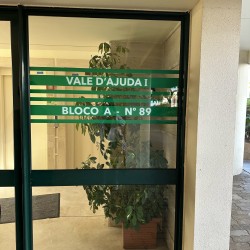 VALE D'AJUDA I
BLOCO A - Nº 89